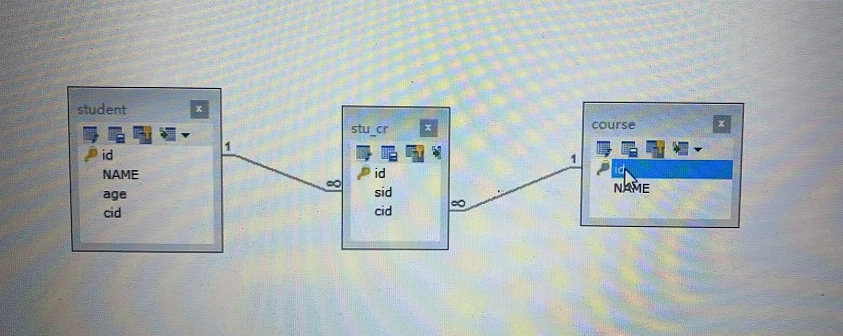 student
x
id
NAME
age
cid
1
∞
stu_cr
x
id
sid
cid
∞
1
course
x
id
NAME